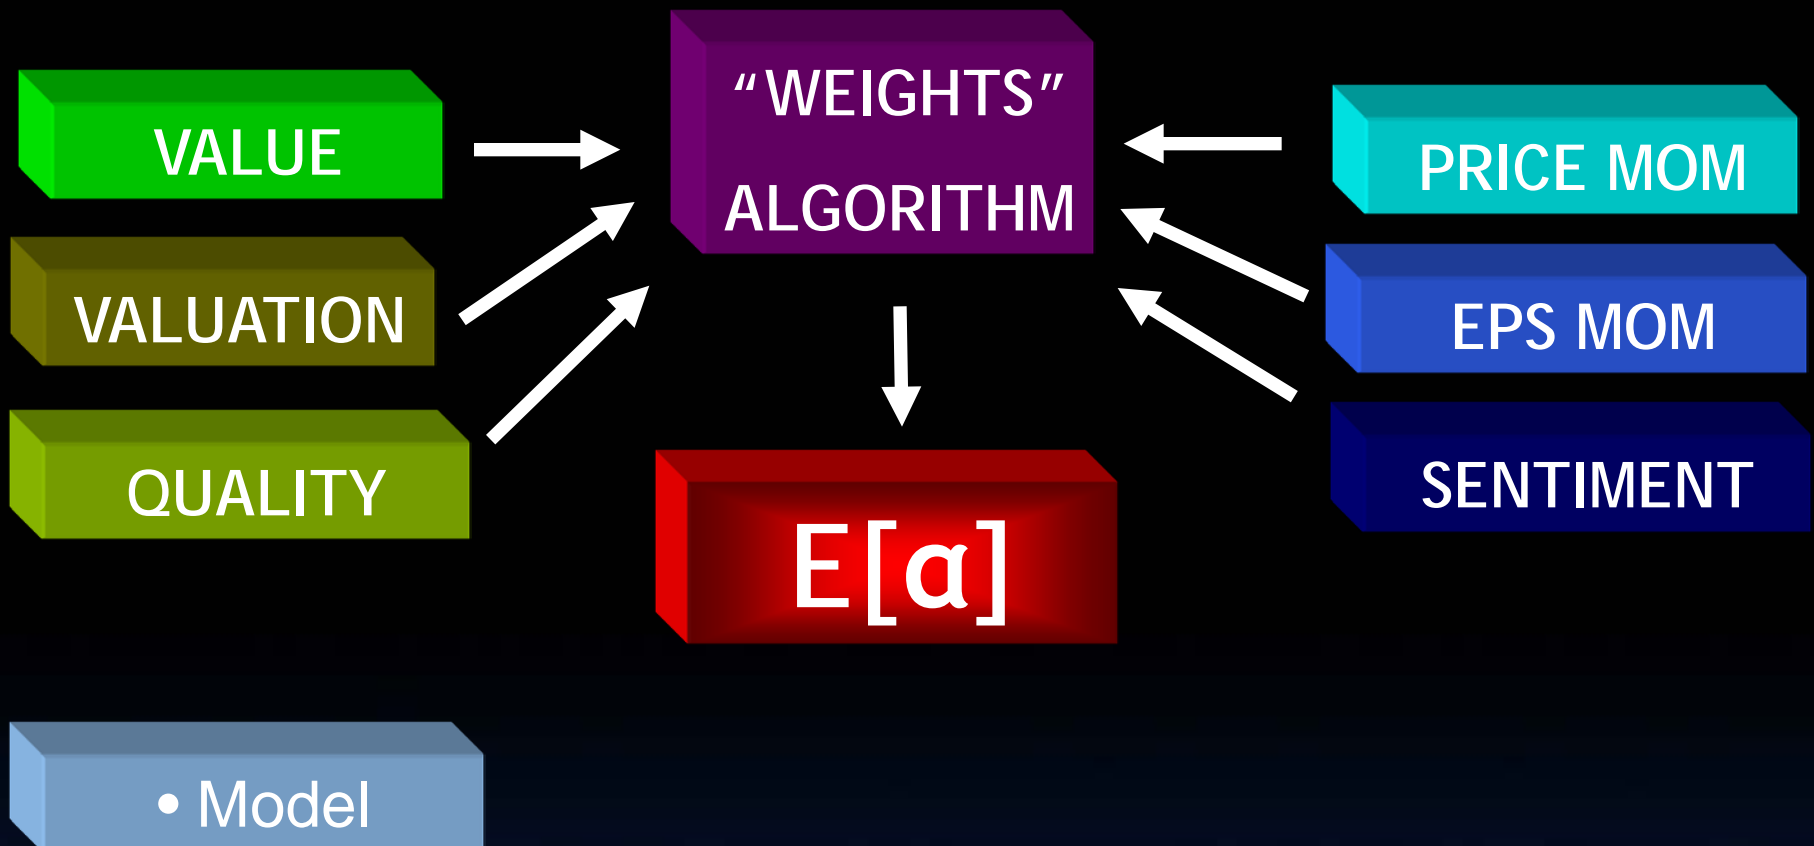 VALUE
VALUATION
QUALITY
“WEIGHTS”
ALGORITHM
E[α]
PRICE MOM
EPS MOM
SENTIMENT
• Model